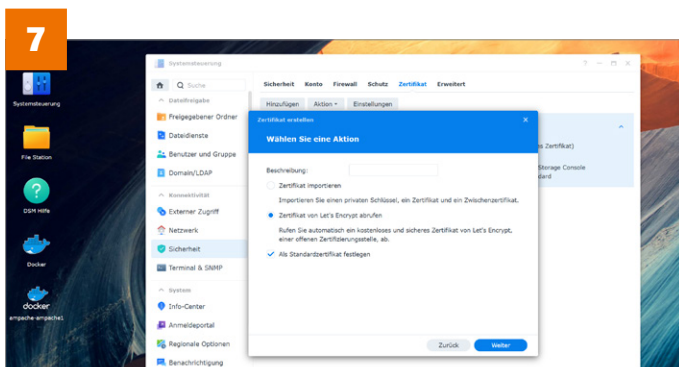 7
Systemsteuerung
Suche
Sicherheit Konto Firewall Schutz Zertifikat Erweitert
Systemsteuerung
File Station
DSM Hilfe
Docker
docker
ampache-ampache1
Dateifreigabe
Freigegebener Ordner
Dateidienste
Benutzer und Gruppe
Domain/LDAP
Konnektivität
Externer Zugriff
Netzwerk
Sicherheit
Terminal & SNMP
System
Info-Center
Anmeldeportal
Regionale Optionen
Benachrichtigung
Hinzufügen Aktion Einstellungen
Zertifikat erstellen
Wählen Sie eine Aktion
Beschreibung:
Zertifikat importieren
Importieren Sie einen privaten Schlüssel, ein Zertifikat und ein Zwischenzertifikat.
Zertifikat von Let's Encrypt abrufen
Rufen Sie automatisch ein kostenloses und sicheres Zertifikat von Let's Encrypt,
einer offenen Zertifizierungsstelle, ab.
Als Standardzertifikat festlegen
Zurück Weiter
Zertifikat)
Storage Console
dard